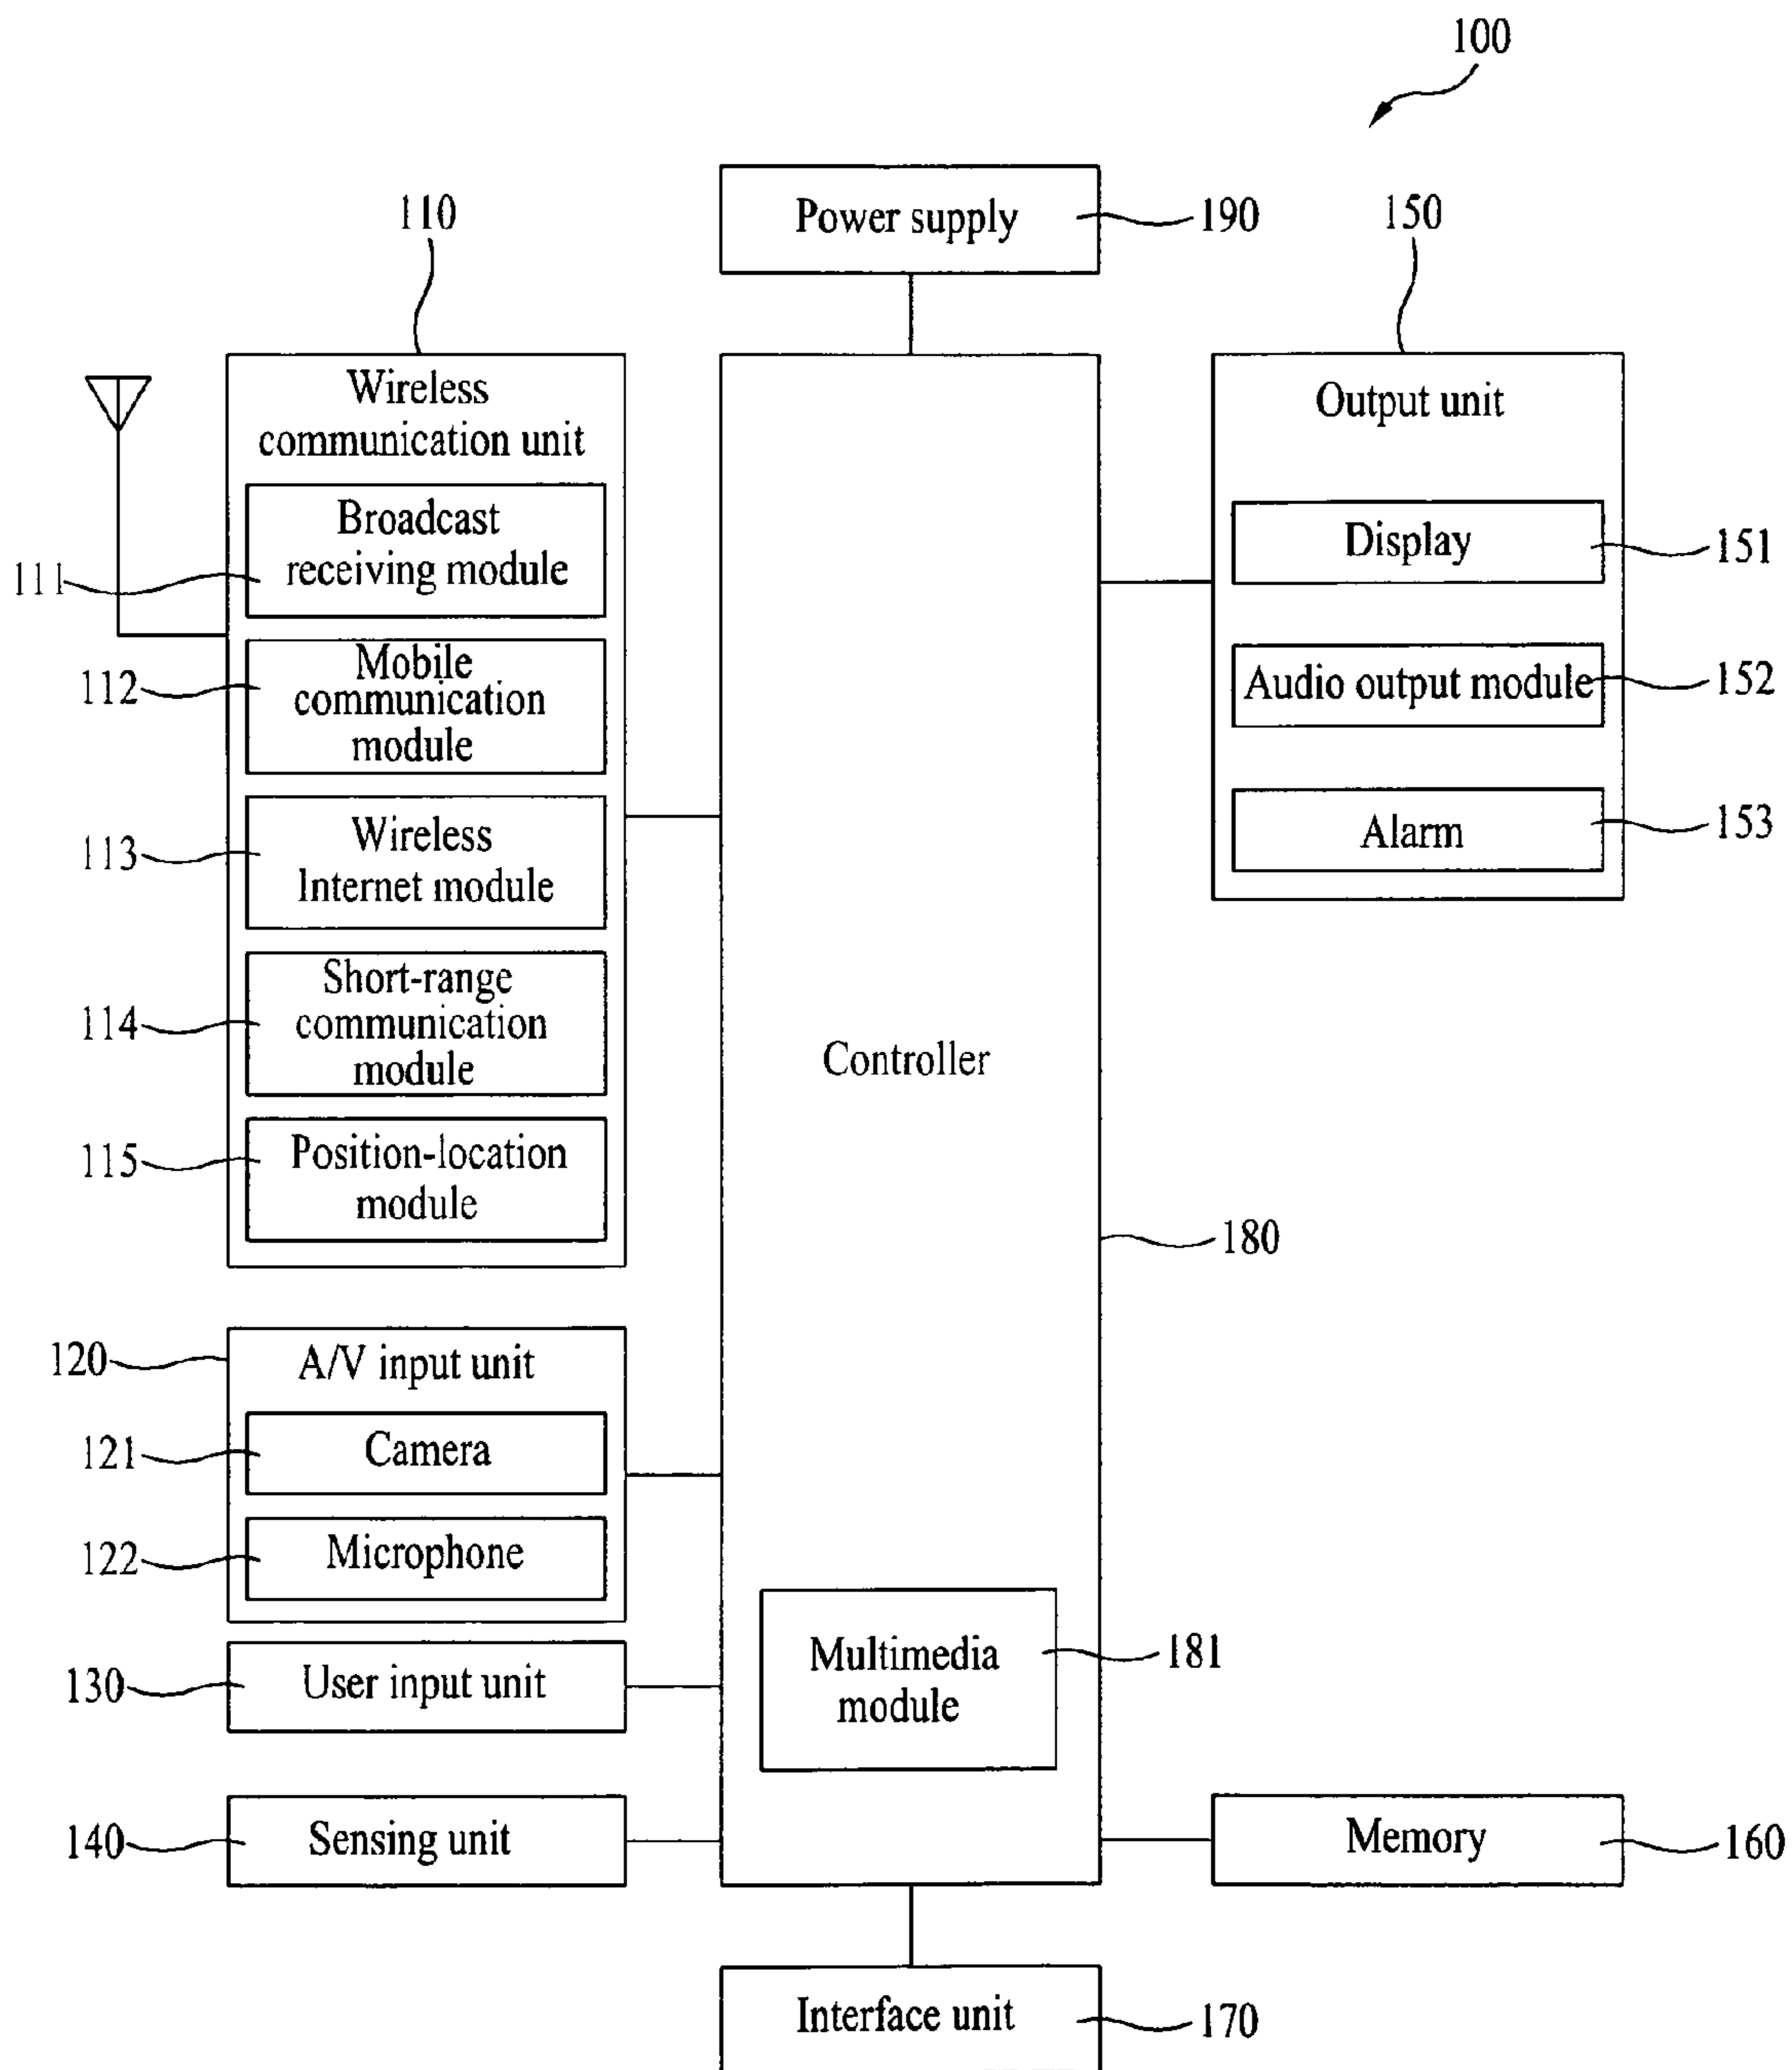 100
Power supply
190
110
150
Wireless
communication unit
Broadcast
receiving module
111
Mobile
communication
module
112
Wireless
Internet module
113
Short-range
communication
module
114
Position-location
module
115
Output unit
Display
151
Audio output module
152
Alarm
153
Controller
180
120
A/V input unit
121
Camera
122
Microphone
Multimedia
module
181
130
User input unit
140
Sensing unit
Memory
160
Interface unit
170